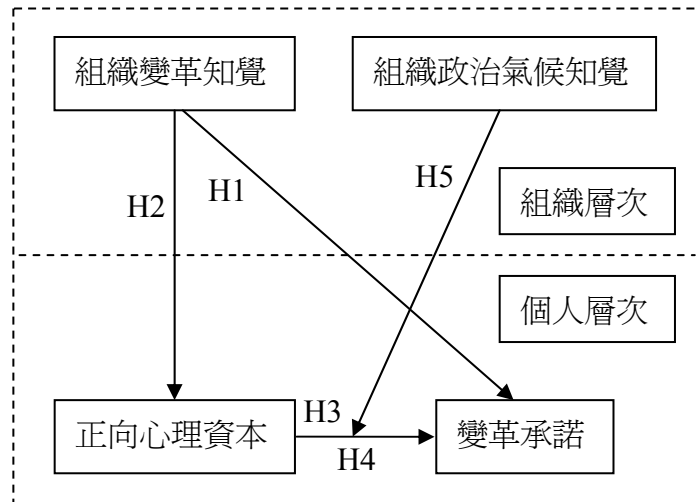 組織變革知覺
組織政治氣候知覺
H2
H1
H5
組織層次
個人層次
正向心理資本
H3
H4
變革承諾